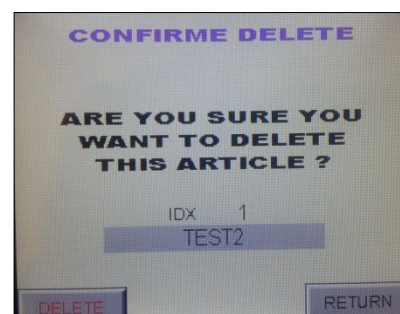 CONFIRME DELETE
ARE YOU SURE YOU
WANT TO DELETE
THIS ARTICLE ?
IDX 1
TEST2
DELETE
RETURN